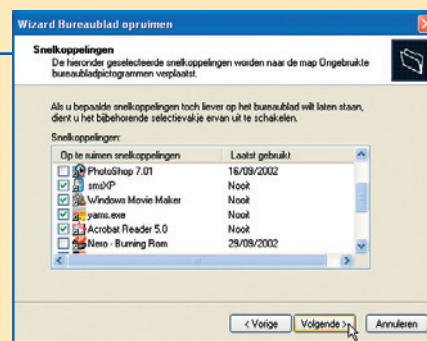 Wizard Bureaublad opruimen
Snelkoppelingen
De hieronder geselecteerde snelkoppelingen worden naar de map Ongebruikte
bureaubladpictogrammen verplaatst.
Als u bepaalde snelkoppelingen toch liever op het bureaublad wilt laten staan,
dient u het bijbehorende selectievakje ervan uit te schakelen.
Snelkoppelingen:
Op te ruimen snelkoppelingen Laatst gebruikt
PhotoShop 7.01 16/09/2002
smsXP Nooit
Windows Movie Maker Nooit
yams.exe Nooit
Acrobat Reader 5.0 Nooit
Nero - Burning Rom 29/09/2002
< Vorige Volgende > Annuleren